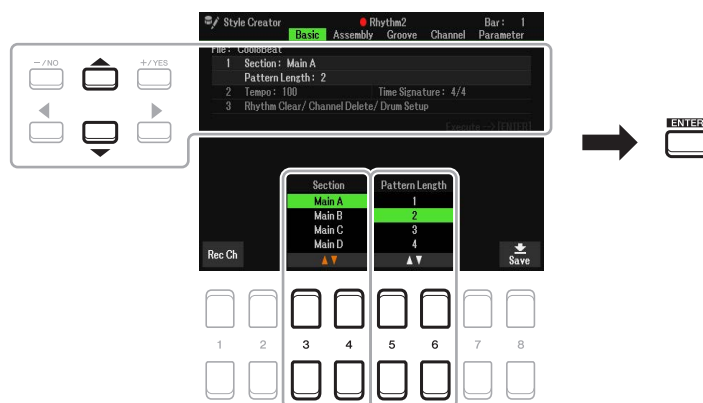 Style Creator Rhythm2 Bar: 1
Basic Assembly Groove Channel Parameter
File: Cool8Beat
1 Section: Main A
Pattern Length: 2
2 Tempo: 100 Time Signature: 4/4
3 Rhythm Clear/ Channel Delete/ Drum Setup
Execute → [ENTER]
-/NO +/YES
ENTER
Section Pattern Length
Main A 1
Main B 2
Main C 3
Main D 4
Rec Ch Save
1 2 3 4 5 6 7 8